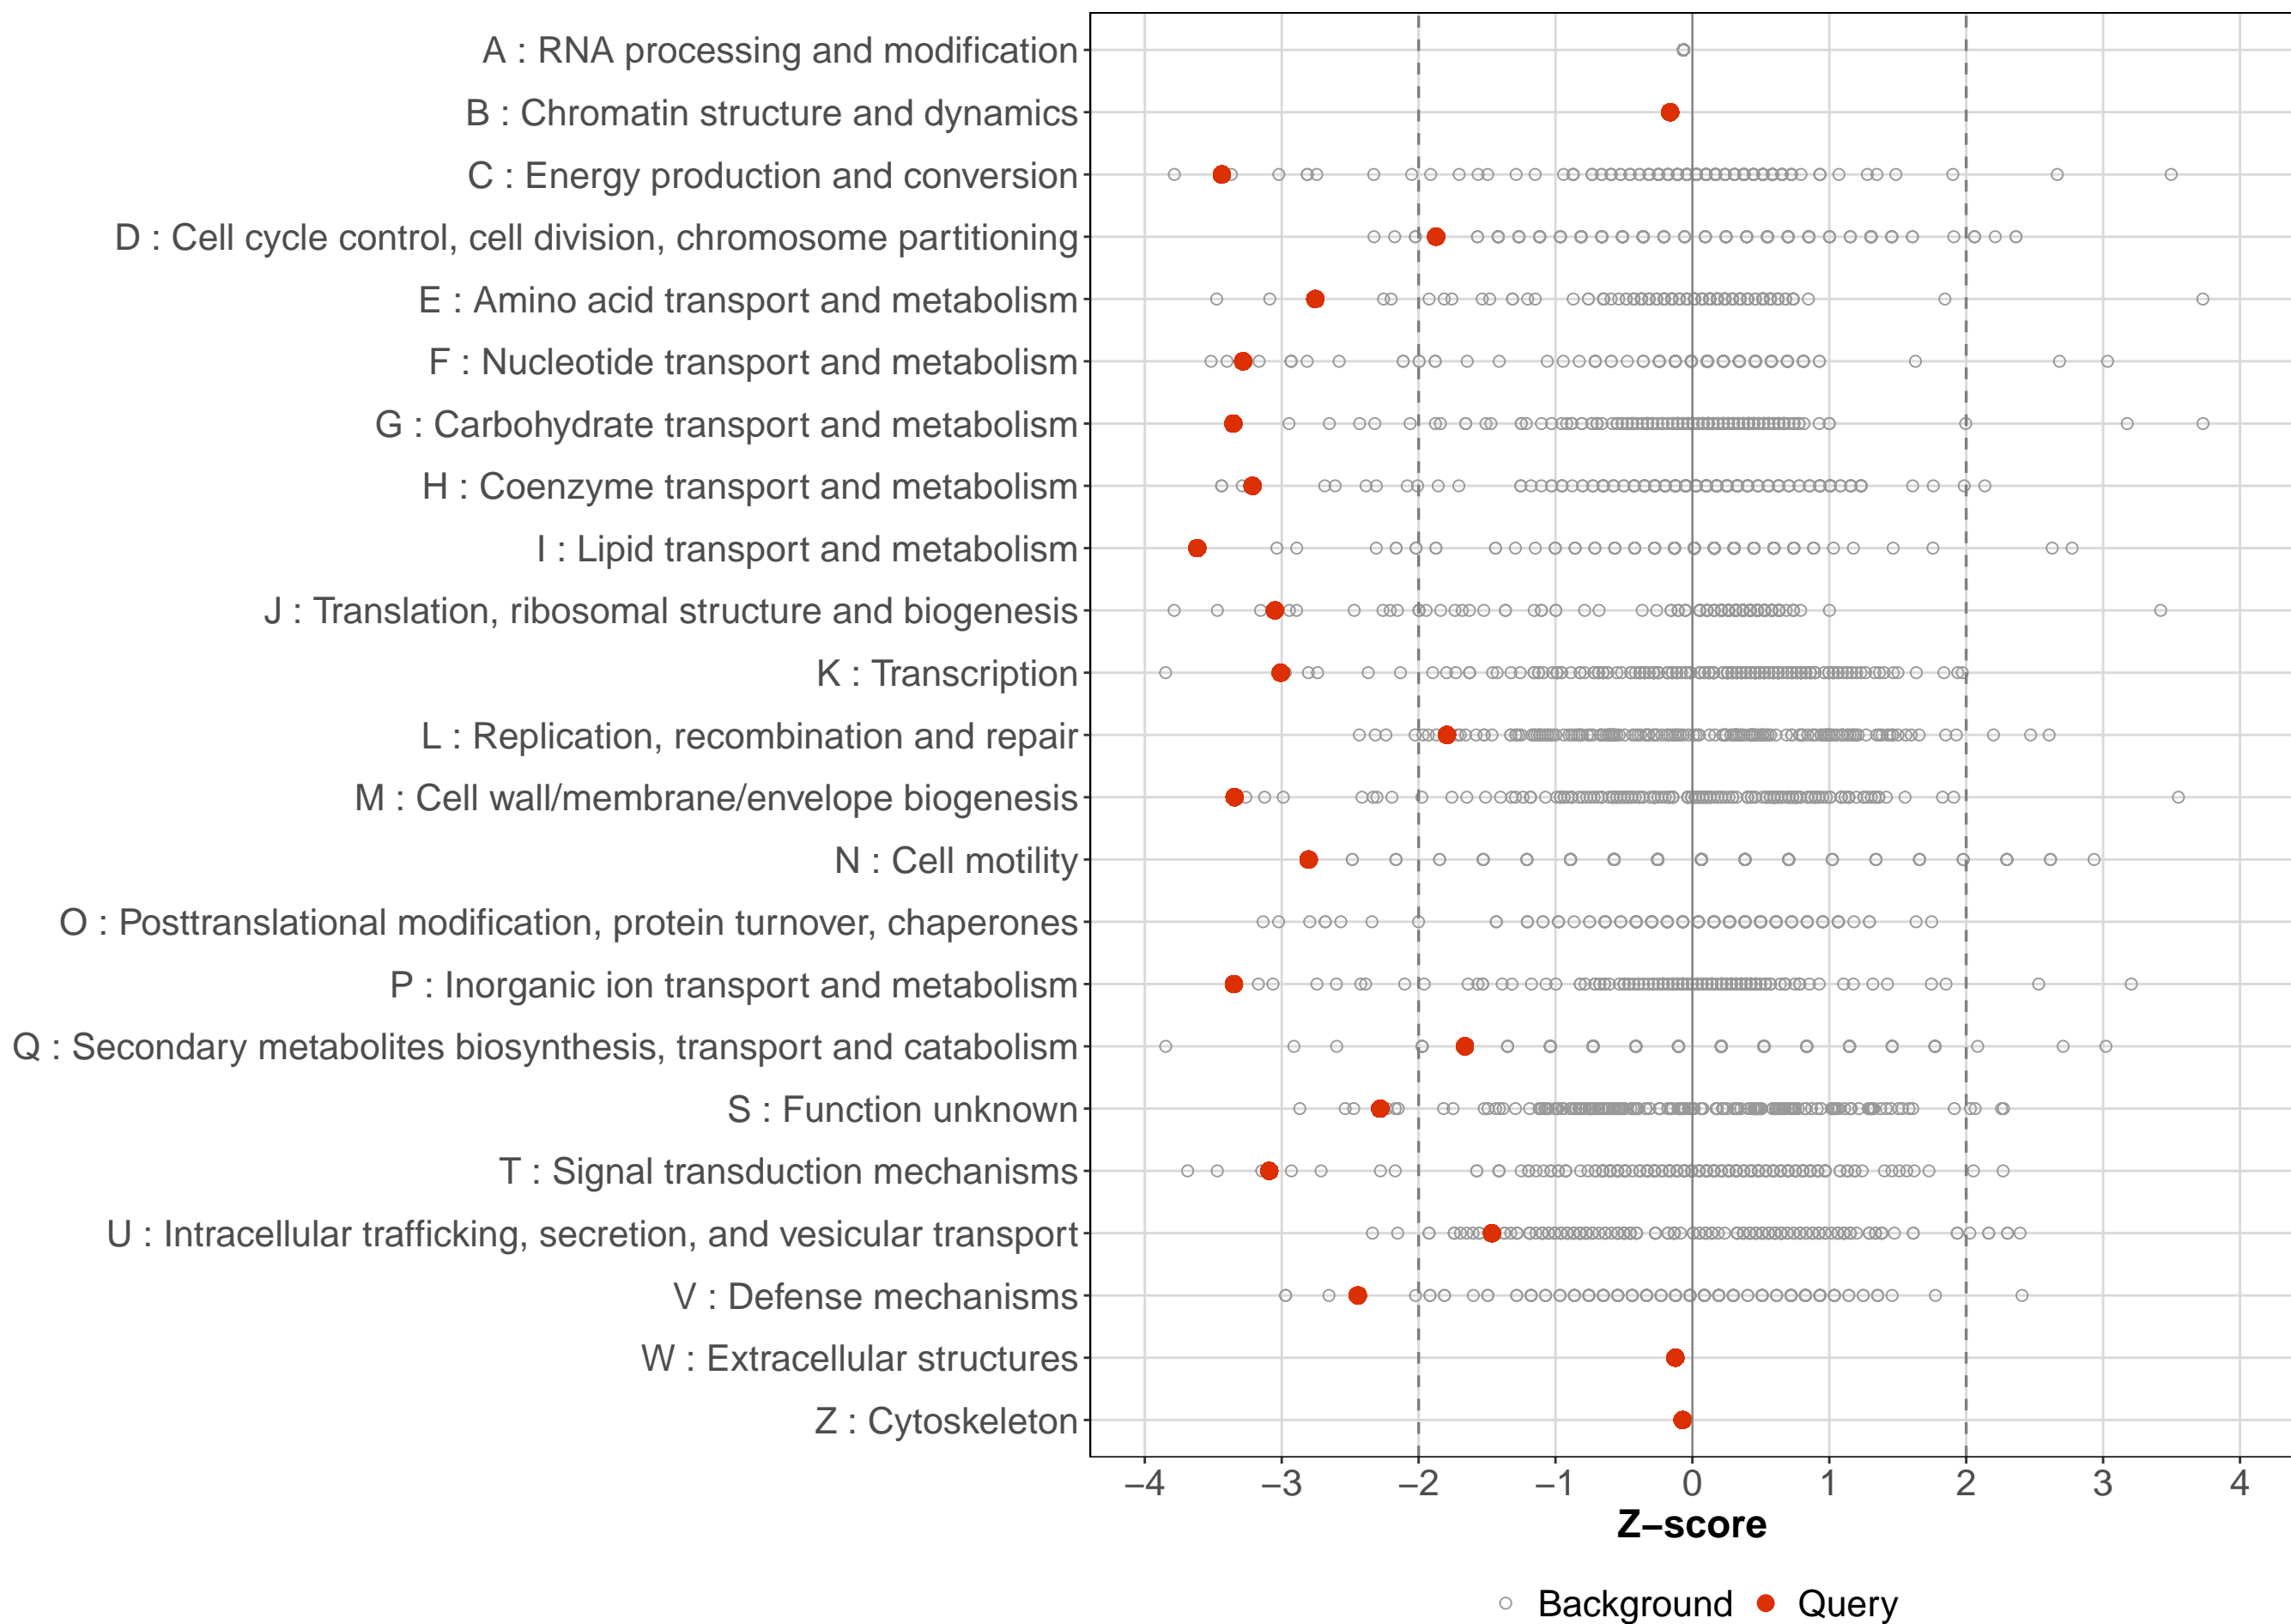 A : RNA processing and modification
B : Chromatin structure and dynamics
C : Energy production and conversion
D : Cell cycle control, cell division, chromosome partitioning
E : Amino acid transport and metabolism
F : Nucleotide transport and metabolism
G : Carbohydrate transport and metabolism
H : Coenzyme transport and metabolism
I : Lipid transport and metabolism
J : Translation, ribosomal structure and biogenesis
K : Transcription
L : Replication, recombination and repair
M : Cell wall/membrane/envelope biogenesis
N : Cell motility
O : Posttranslational modification, protein turnover, chaperones
P : Inorganic ion transport and metabolism
Q : Secondary metabolites biosynthesis, transport and catabolism
S : Function unknown
T : Signal transduction mechanisms
U : Intracellular trafficking, secretion, and vesicular transport
V : Defense mechanisms
W : Extracellular structures
Z : Cytoskeleton
−4 −3 −2 −1 0 1 2 3 4
Z−score
Background Query